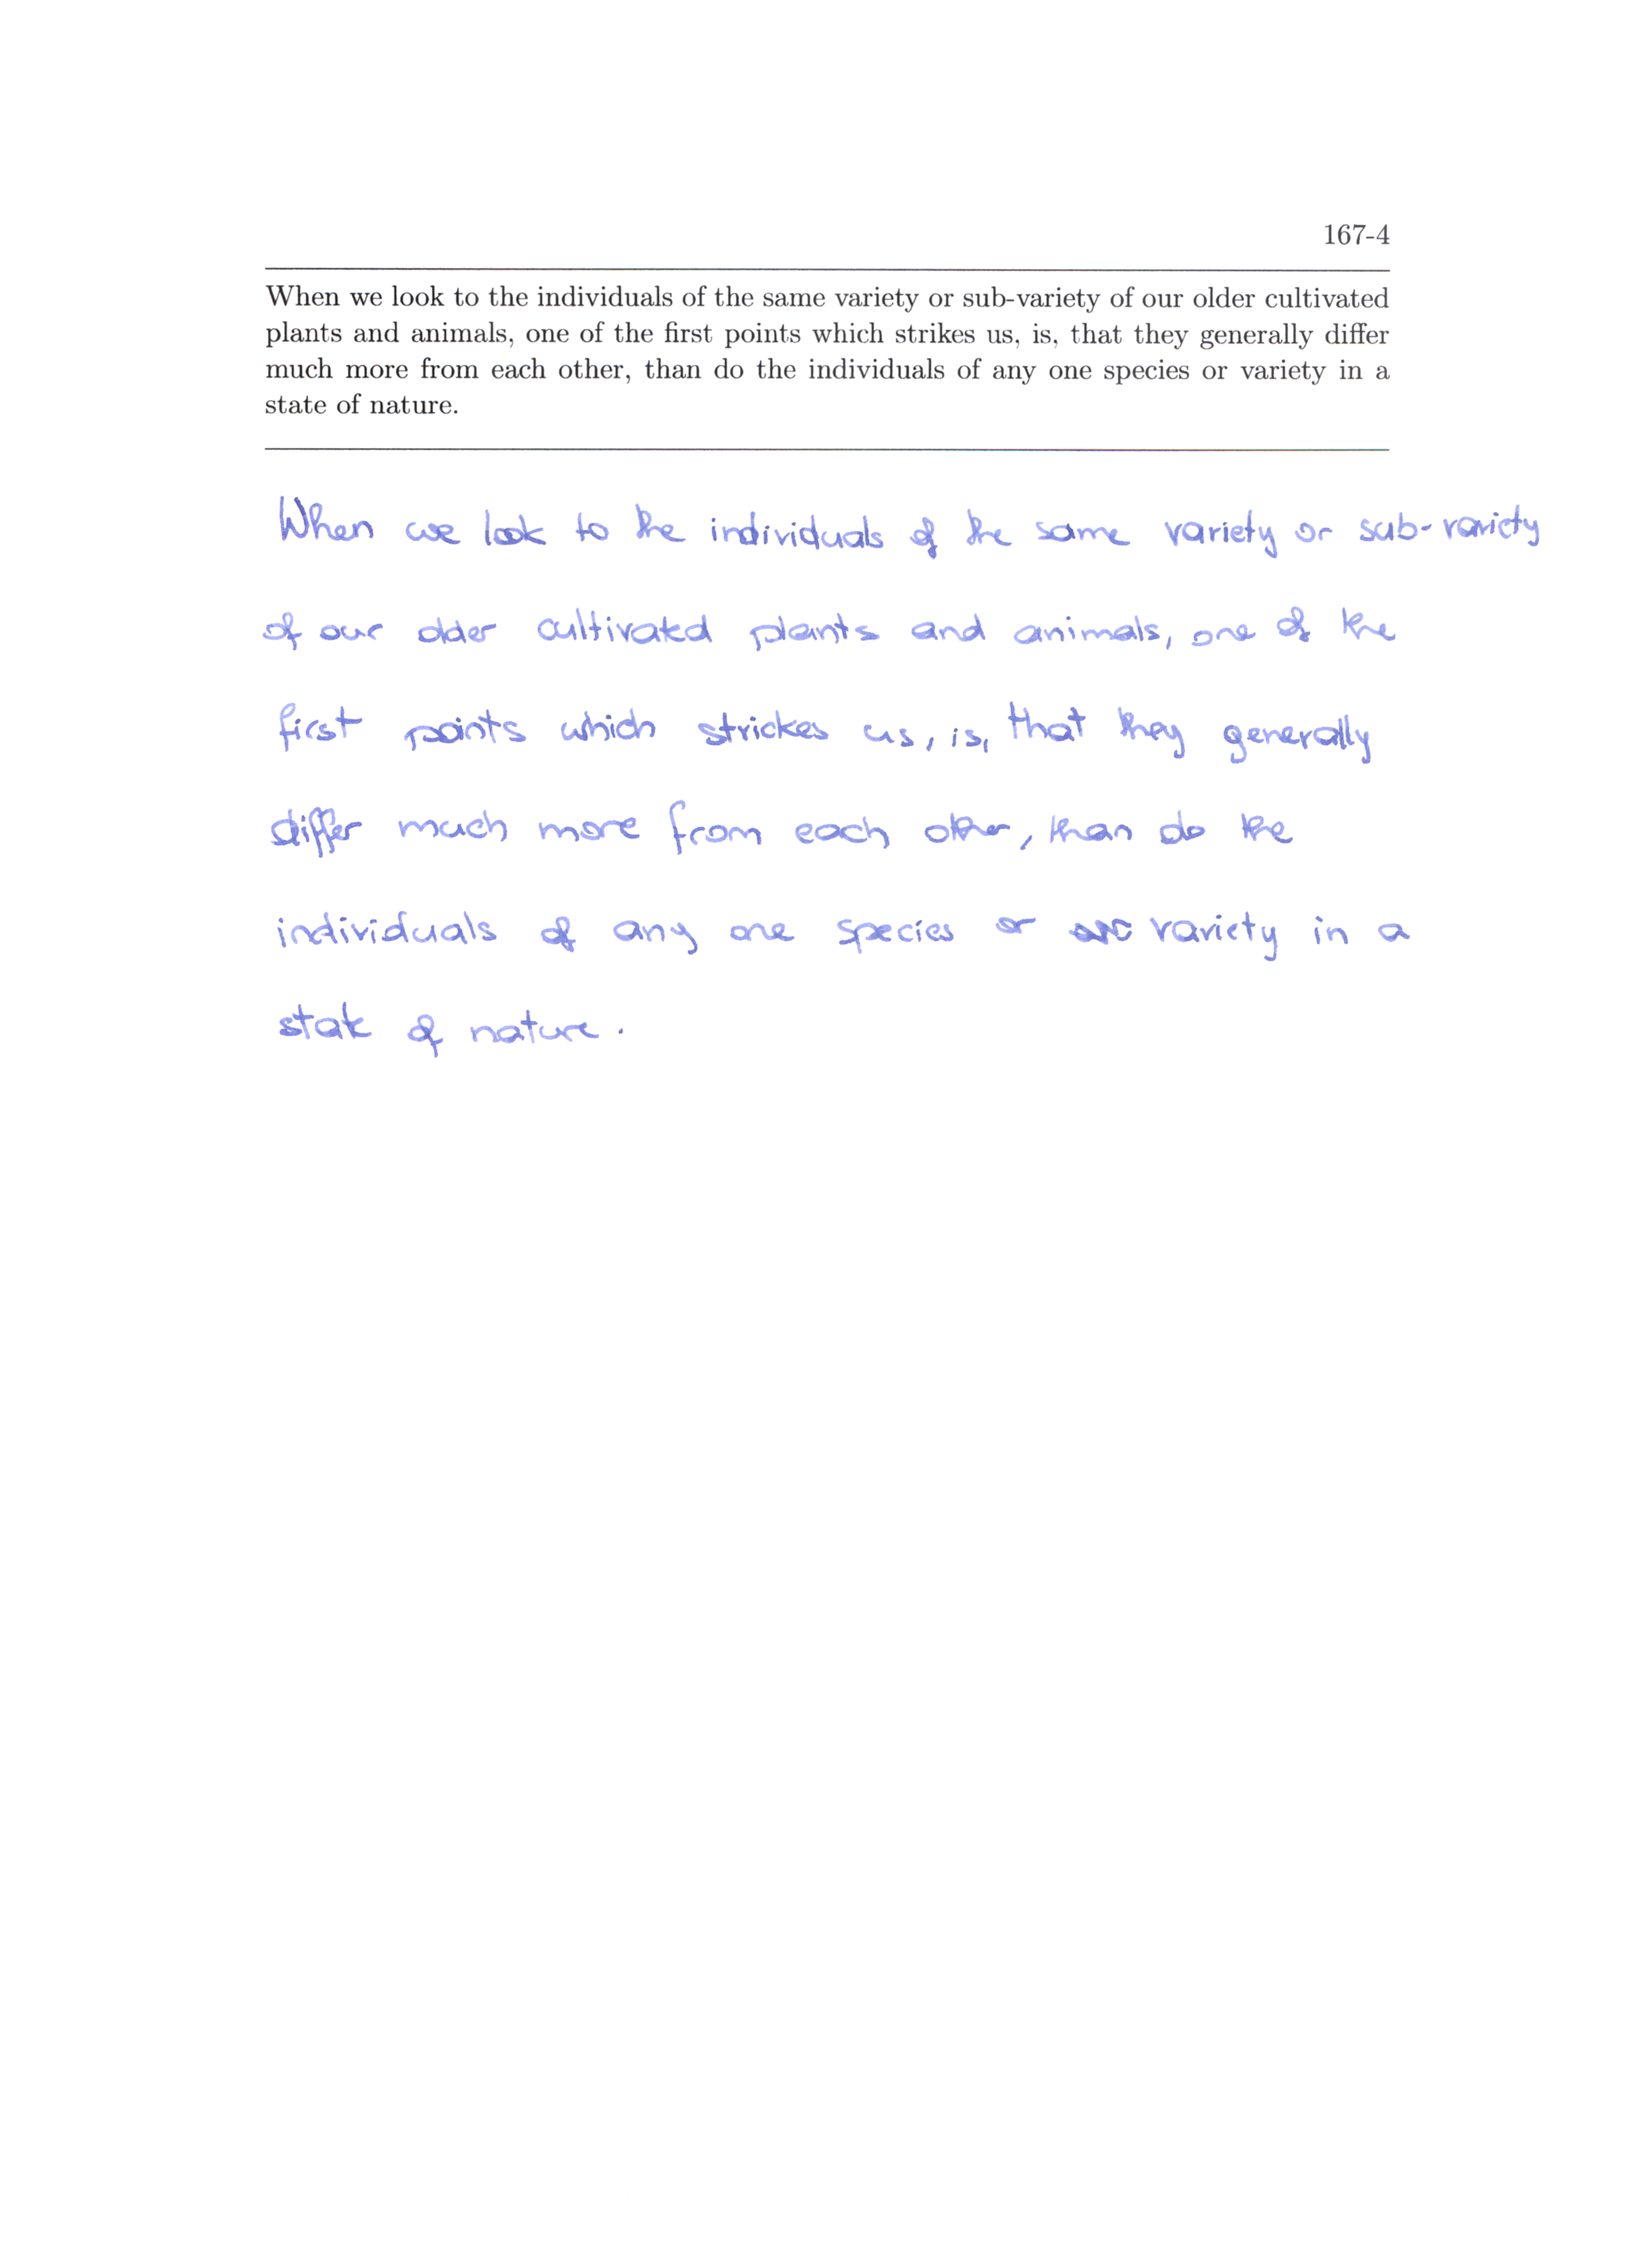 167-4
When we look to the individuals of the same variety or sub-variety of our older cultivated
plants and animals, one of the first points which strikes us, is, that they generally differ
much more from each other, than do the individuals of any one species or variety in a
state of nature.
When we look to the individuals of the same variety or sub-variety
of our older cultivated plants and animals, one of the
first points which strickes us, is, that they generally
differ much more from each other, than do the
individuals of any one species or variety in a
state of nature.